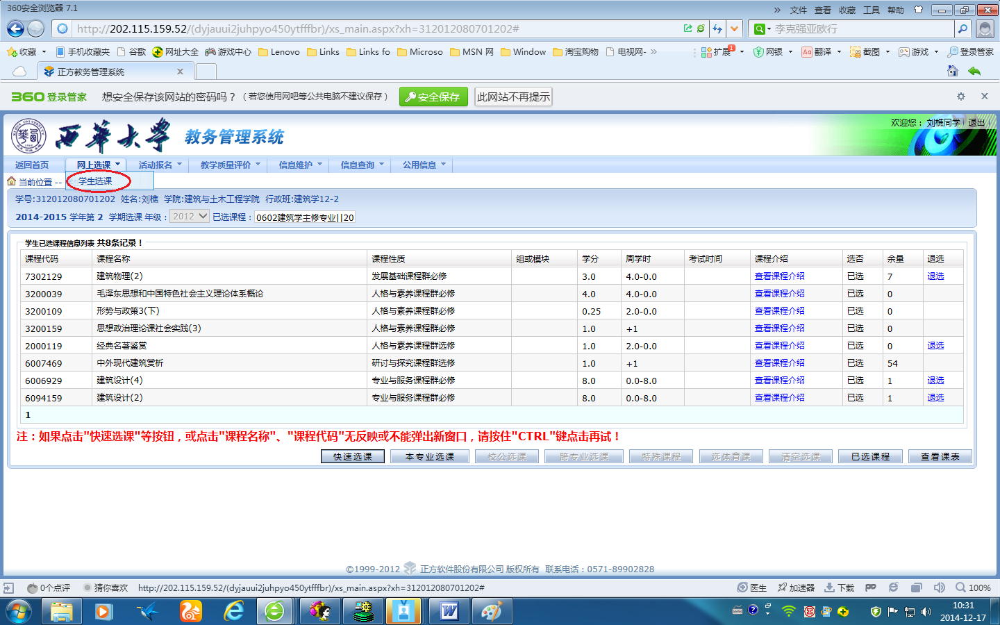 360安全浏览器 7.1
» 文件 查看 收藏 工具 帮助
http://202.115.159.52/(dyjauui2juhpyo450ytfffbr)/xs_main.aspx?xh=312012080701202#
李克强亚欧行
收藏 手机收藏夹 谷歌 网址大全 游戏中心 Lenovo Links Links fo Microso MSN 网 Window 淘宝购物 电视网- » 扩展 1 网银 Aa 翻译 截图 游戏 登录管家
正方教务管理系统 x
360 登录管家 想安全保存该网站的密码吗？（若您使用网吧等公共电脑不建议保存） 安全保存 此网站不再提示
西华大学 教务管理系统
欢迎您： 刘樵同学 退出
返回首页 网上选课 活动报名 教学质量评价 信息维护 信息查询 公用信息
当前位置 -- 学生选课
学号:312012080701202 姓名:刘樵 学院:建筑与土木工程学院 行政班:建筑学12-2
2014-2015 学年第 2 学期选课 年级： 2012 已选课程： 0602建筑学主修专业||20
学生已选课程信息列表 共8条记录！
课程代码 课程名称 课程性质 组或模块 学分 周学时 考试时间 课程介绍 选否 余量 退选
7302129 建筑物理(2) 发展基础课程群必修 3.0 4.0-0.0 查看课程介绍 已选 7 退选
3200039 毛泽东思想和中国特色社会主义理论体系概论 人格与素养课程群必修 4.0 4.0-0.0 查看课程介绍 已选 0
3200109 形势与政策3(下) 人格与素养课程群必修 0.25 2.0-0.0 查看课程介绍 已选 0
3200159 思想政治理论课社会实践(3) 人格与素养课程群必修 1.0 +1 查看课程介绍 已选 0
2000119 经典名著鉴赏 人格与素养课程群选修 1.0 2.0-0.0 查看课程介绍 已选 0 退选
6007469 中外现代建筑赏析 研讨与探究课程群选修 1.0 +1 查看课程介绍 已选 54
6006929 建筑设计(4) 专业与服务课程群必修 8.0 0.0-8.0 查看课程介绍 已选 1 退选
6094159 建筑设计(2) 专业与服务课程群必修 8.0 0.0-8.0 查看课程介绍 已选 1 退选
1
注：如果点击"快速选课"等按钮，或点击"课程名称"、"课程代码"无反映或不能弹出新窗口，请按住"CTRL"键点击再试！
快速选课 本专业选课 校公选课 跨专业选课 特殊课程 选体育课 清空选课 已选课程 查看课表
©1999-2012 正方软件股份有限公司 版权所有 联系电话：0571-89902828
0个点评 猜你喜欢 http://202.115.159.52/(dyjauui2juhpyo450ytfffbr)/xs_main.aspx?xh=312012080701202# 医生 加速器 下载 100%
10:31
2014-12-17